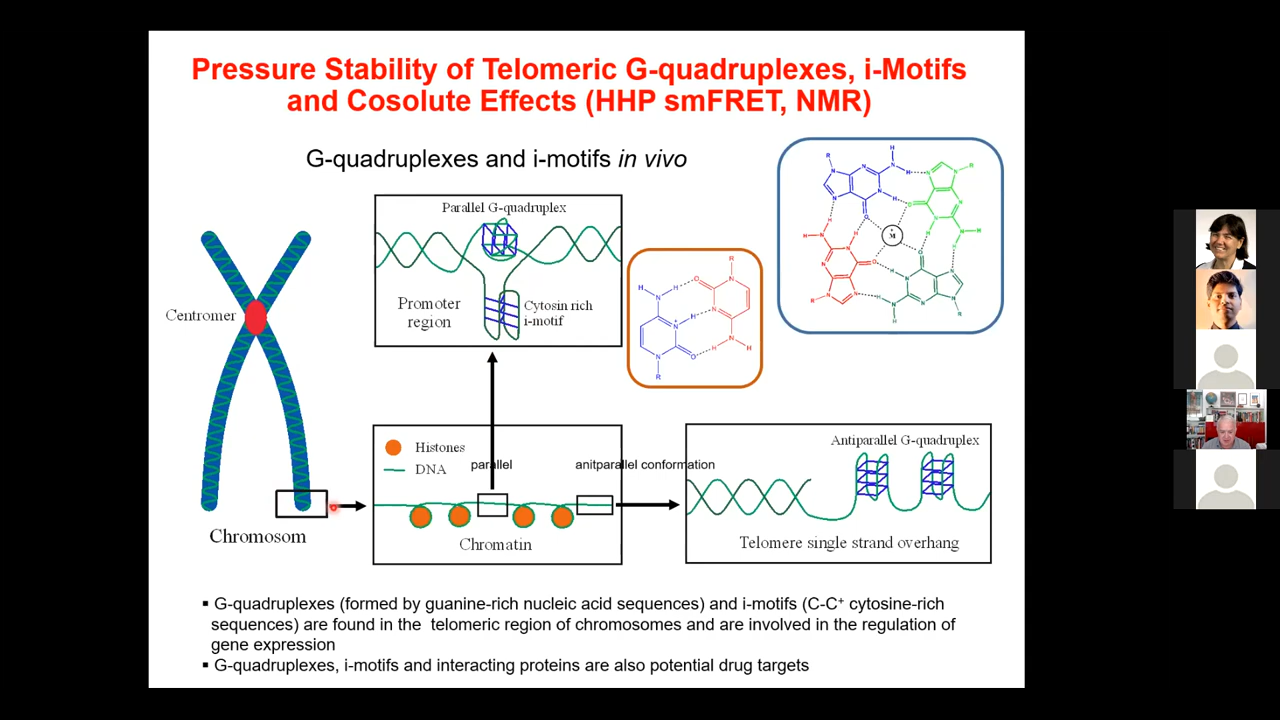 Pressure Stability of Telomeric G-quadruplexes, i-Motifs
and Cosolute Effects (HHP smFRET, NMR)
G-quadruplexes and i-motifs in vivo
Parallel G-quadruplex
Promoter
region
Cytosin rich
i-motif
Centromer
Chromosom
Histones
DNA
parallel
anitparallel conformation
Chromatin
Antiparallel G-quadruplex
Telomere single strand overhang
▪ G-quadruplexes (formed by guanine-rich nucleic acid sequences) and i-motifs (C-C⁺ cytosine-rich
sequences) are found in the telomeric region of chromosomes and are involved in the regulation of
gene expression
▪ G-quadruplexes, i-motifs and interacting proteins are also potential drug targets